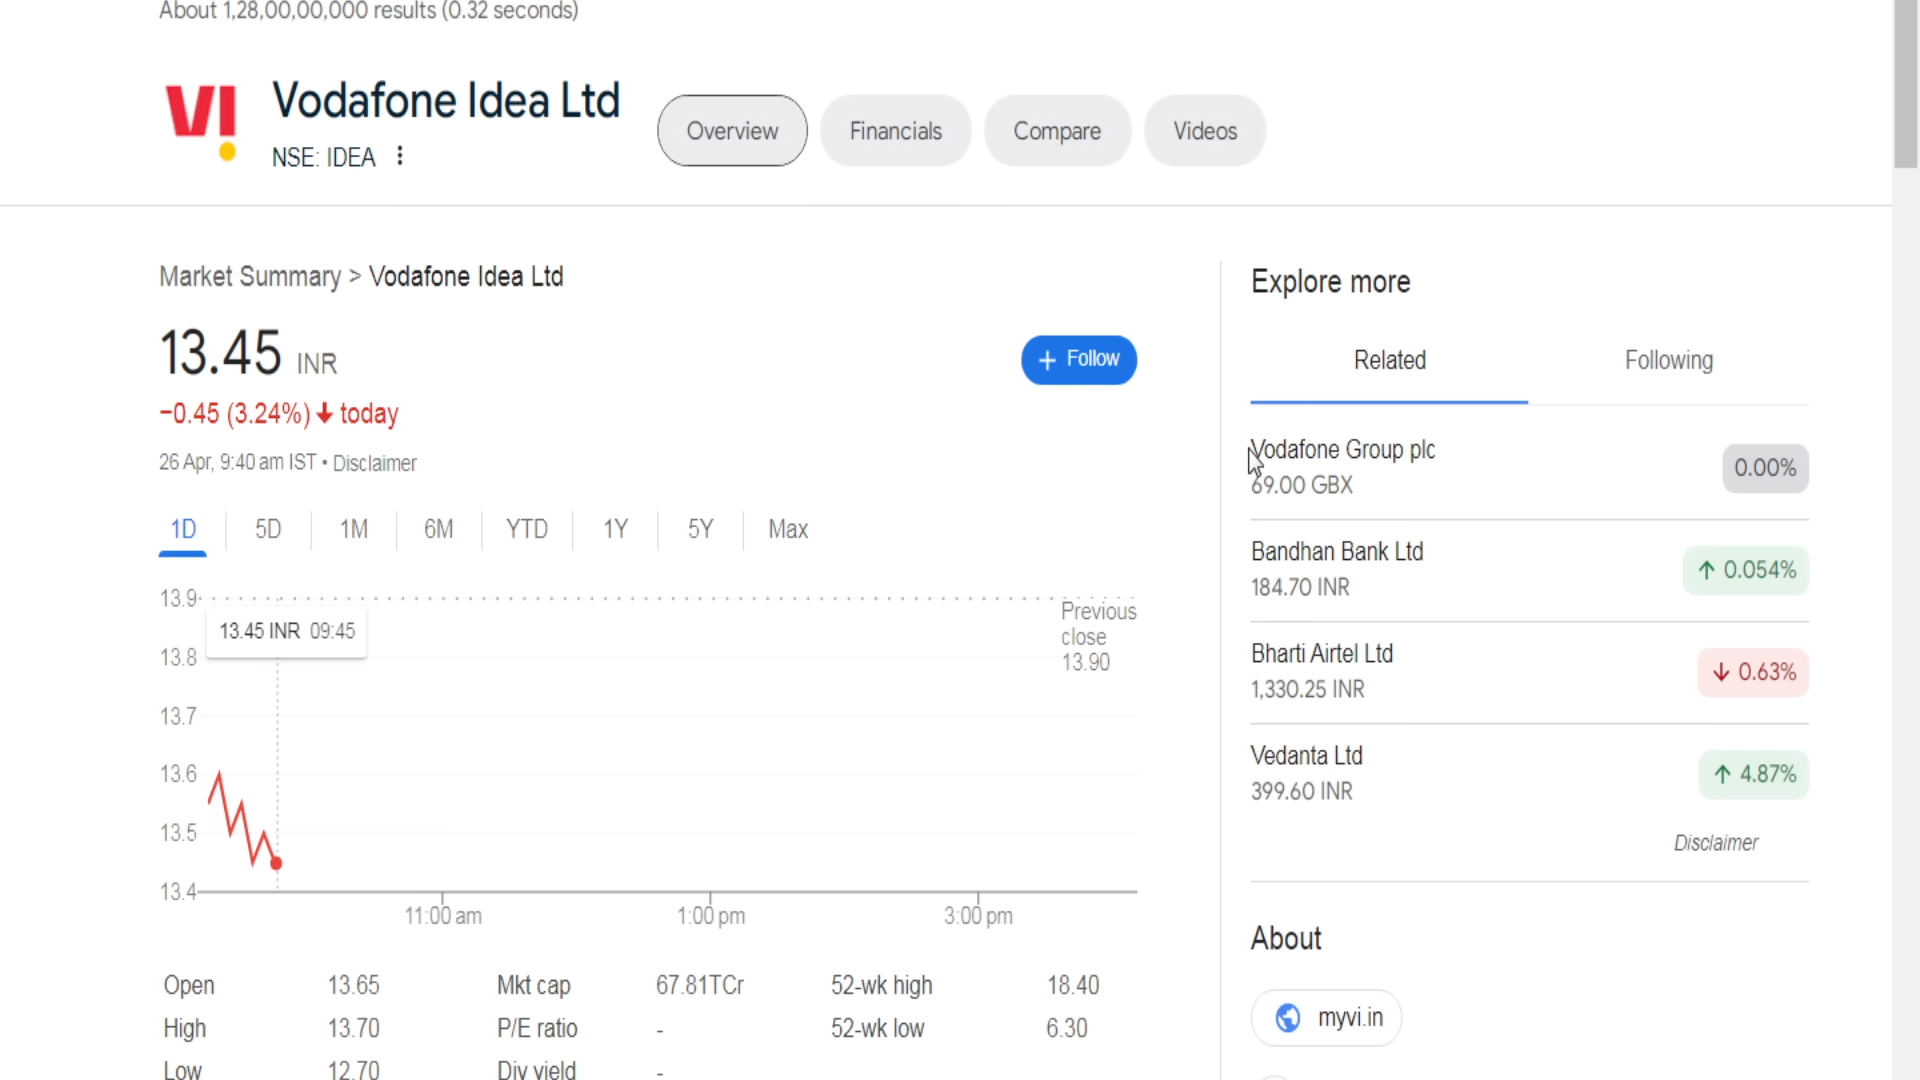 About 1,28,00,00,000 results (0.32 seconds)
VI
Vodafone Idea Ltd
NSE: IDEA
Overview
Financials
Compare
Videos
Market Summary > Vodafone Idea Ltd
13.45 INR
−0.45 (3.24%) today
26 Apr, 9:40 am IST • Disclaimer
+ Follow
1D 5D 1M 6M YTD 1Y 5Y Max
13.9
13.45 INR 09:45
Previous
close
13.90
13.8
13.7
13.6
13.5
13.4
11:00 am 1:00 pm 3:00 pm
Open 13.65 Mkt cap 67.81TCr 52-wk high 18.40
High 13.70 P/E ratio - 52-wk low 6.30
Low 12.70 Div yield -
Explore more
Related Following
Vodafone Group plc
69.00 GBX
0.00%
Bandhan Bank Ltd
184.70 INR
↑ 0.054%
Bharti Airtel Ltd
1,330.25 INR
↓ 0.63%
Vedanta Ltd
399.60 INR
↑ 4.87%
Disclaimer
About
myvi.in